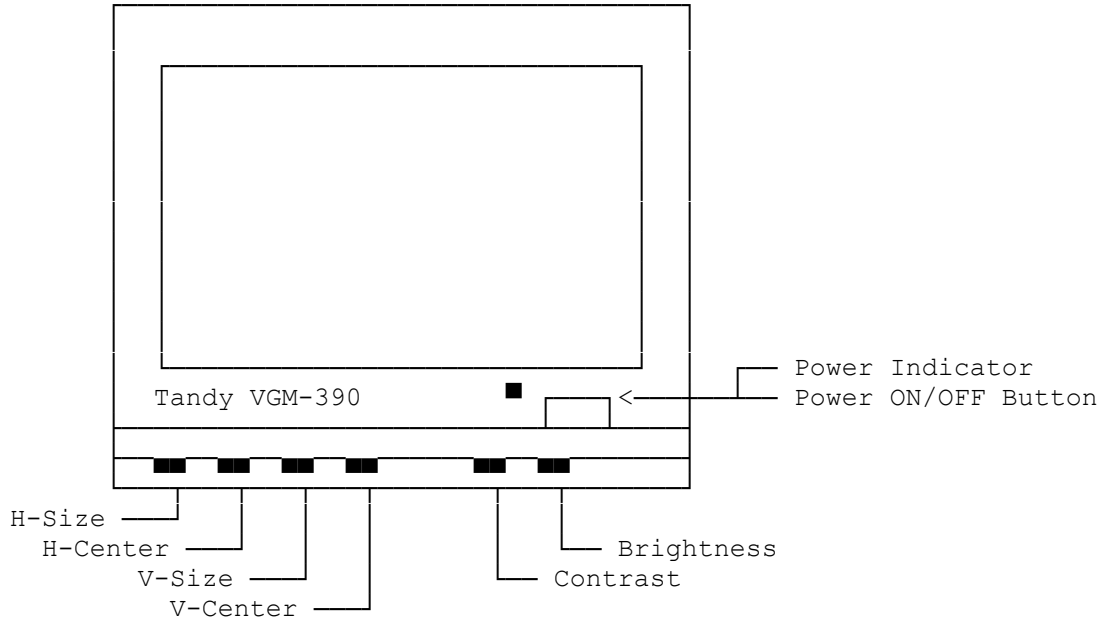 Power Indicator
Tandy VGM-390
Power ON/OFF Button
H-Size
H-Center
Brightness
V-Size
Contrast
V-Center